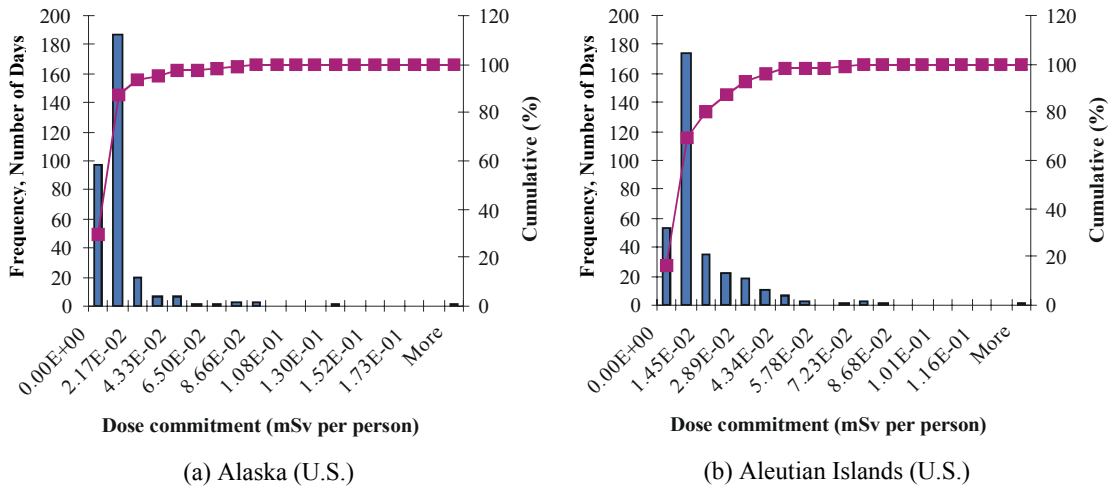 Frequency, Number of Days
200
180
160
140
120
100
80
60
40
20
0
120
100
80
60
40
20
0
Cumulative (%)
0.00E+00
2.17E-02
4.33E-02
6.50E-02
8.66E-02
1.08E-01
1.30E-01
1.52E-01
1.73E-01
More
Dose commitment (mSv per person)
(a) Alaska (U.S.)
Frequency, Number of Days
200
180
160
140
120
100
80
60
40
20
0
120
100
80
60
40
20
0
Cumulative (%)
0.00E+00
1.45E-02
2.89E-02
4.34E-02
5.78E-02
7.23E-02
8.68E-02
1.01E-01
1.16E-01
More
Dose commitment (mSv per person)
(b) Aleutian Islands (U.S.)